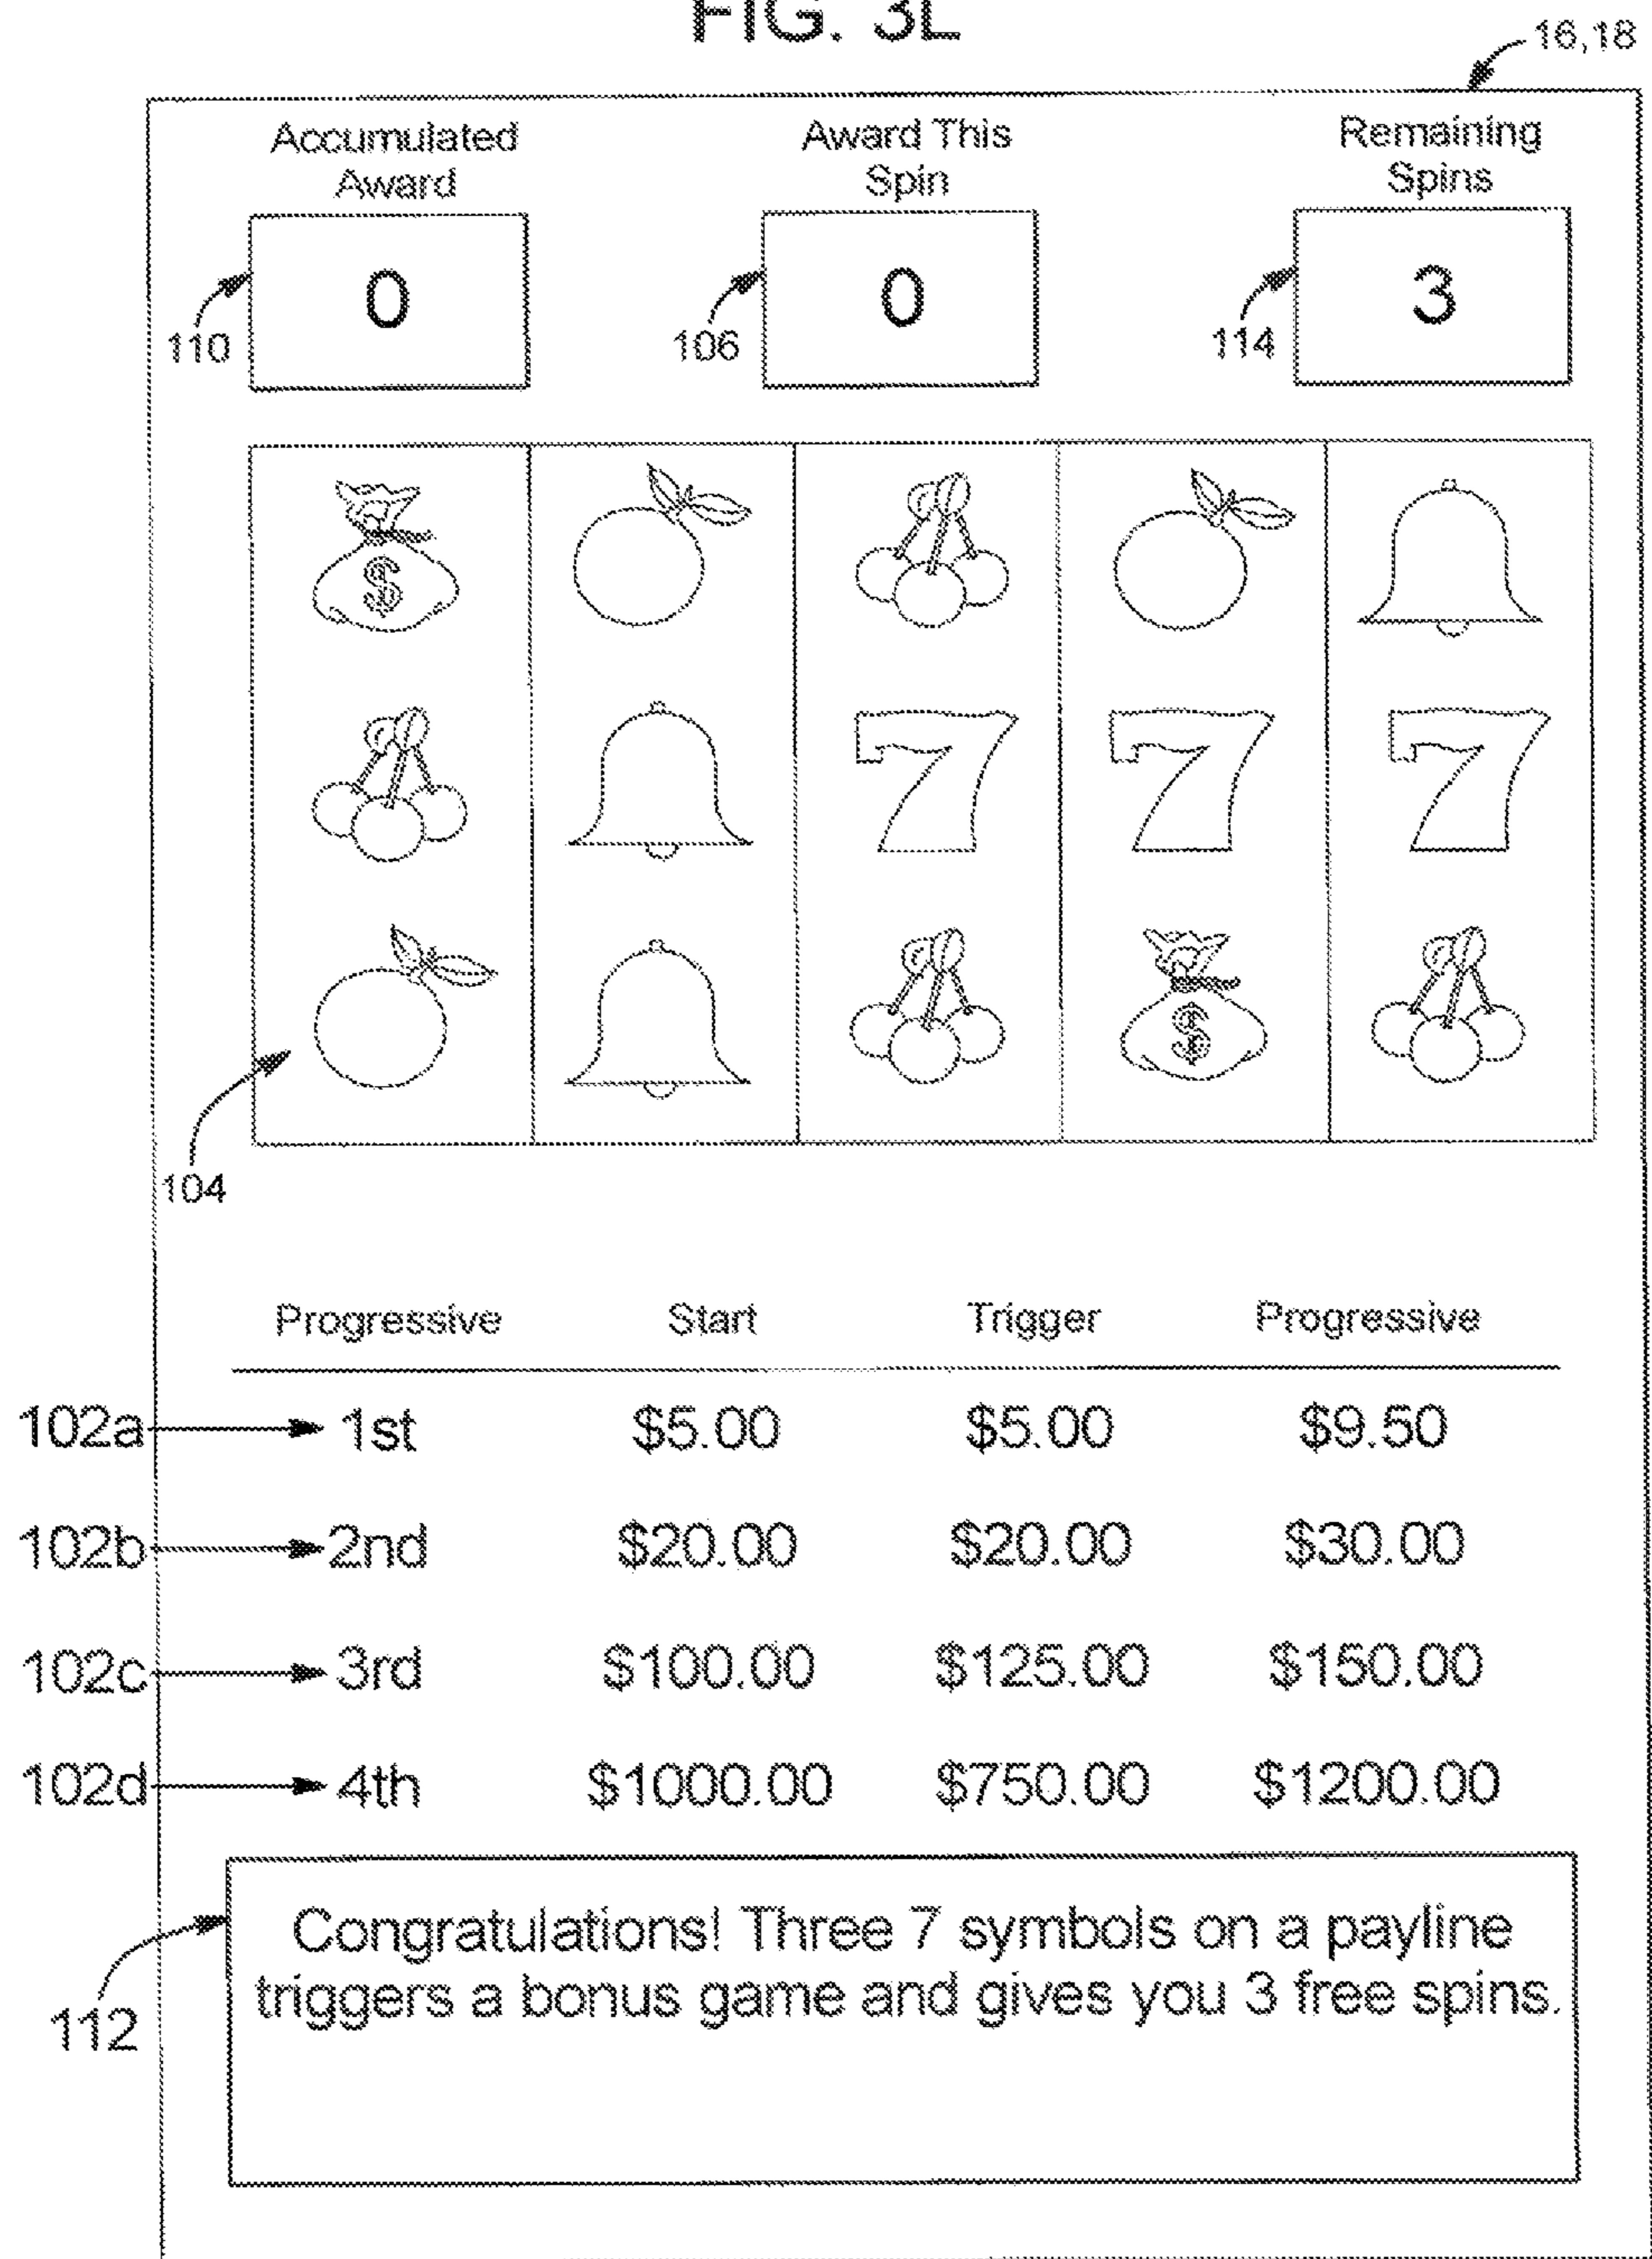 FIG. 3L
16,18
Accumulated Award This Remaining
Award Spin Spins
0 0 3
110 106 114
$
7 7 7
$
104
Progressive Start Trigger Progressive
102a 1st $5.00 $5.00 $9.50
102b 2nd $20.00 $20.00 $30.00
102c 3rd $100.00 $125.00 $150.00
102d 4th $1000.00 $750.00 $1200.00
Congratulations! Three 7 symbols on a payline
triggers a bonus game and gives you 3 free spins.
112